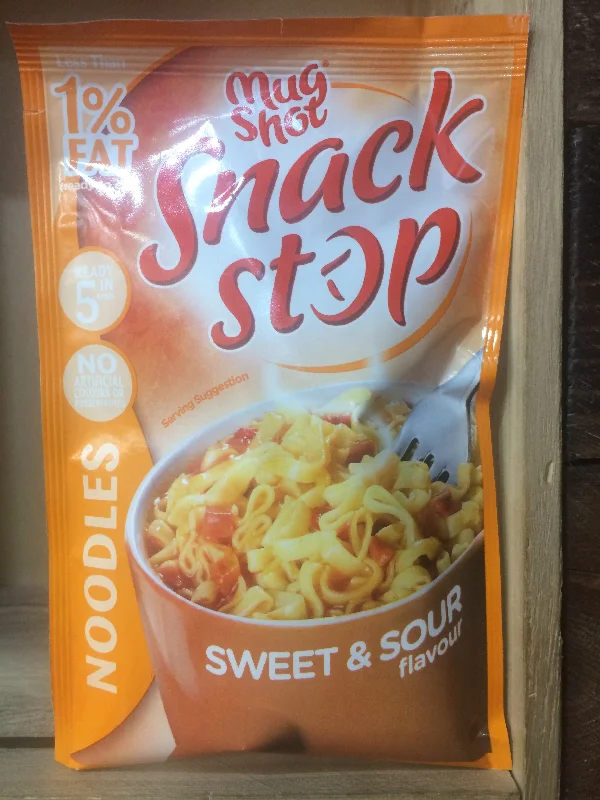 Less Than
1%
FAT
Mug
Shot
Snack
stop
READY
IN
5
NO
ARTIFICIAL
COLOURS OR
Serving Suggestion
NOODLES
SWEET & SOUR
flavour